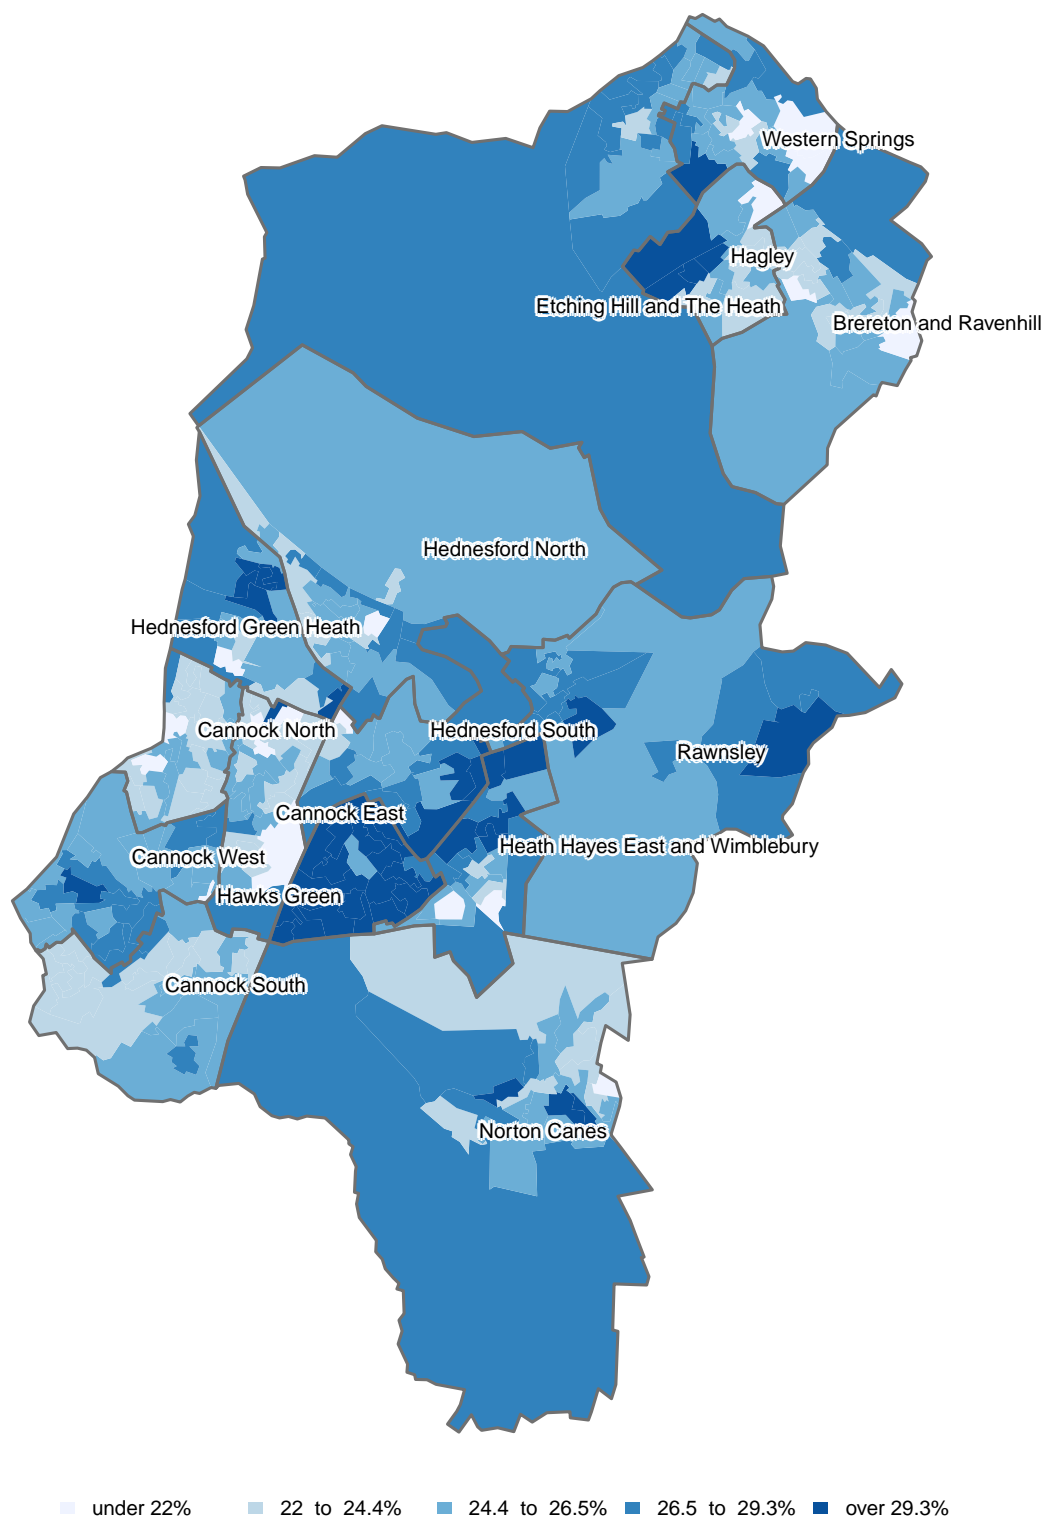 Western Springs
Hagley
Etching Hill and The Heath
Brereton and Ravenhill
Hednesford North
Hednesford Green Heath
Cannock North
Hednesford South
Rawnsley
Cannock East
Heath Hayes East and Wimblebury
Cannock West
Hawks Green
Cannock South
Norton Canes
under 22% 22 to 24.4% 24.4 to 26.5% 26.5 to 29.3% over 29.3%